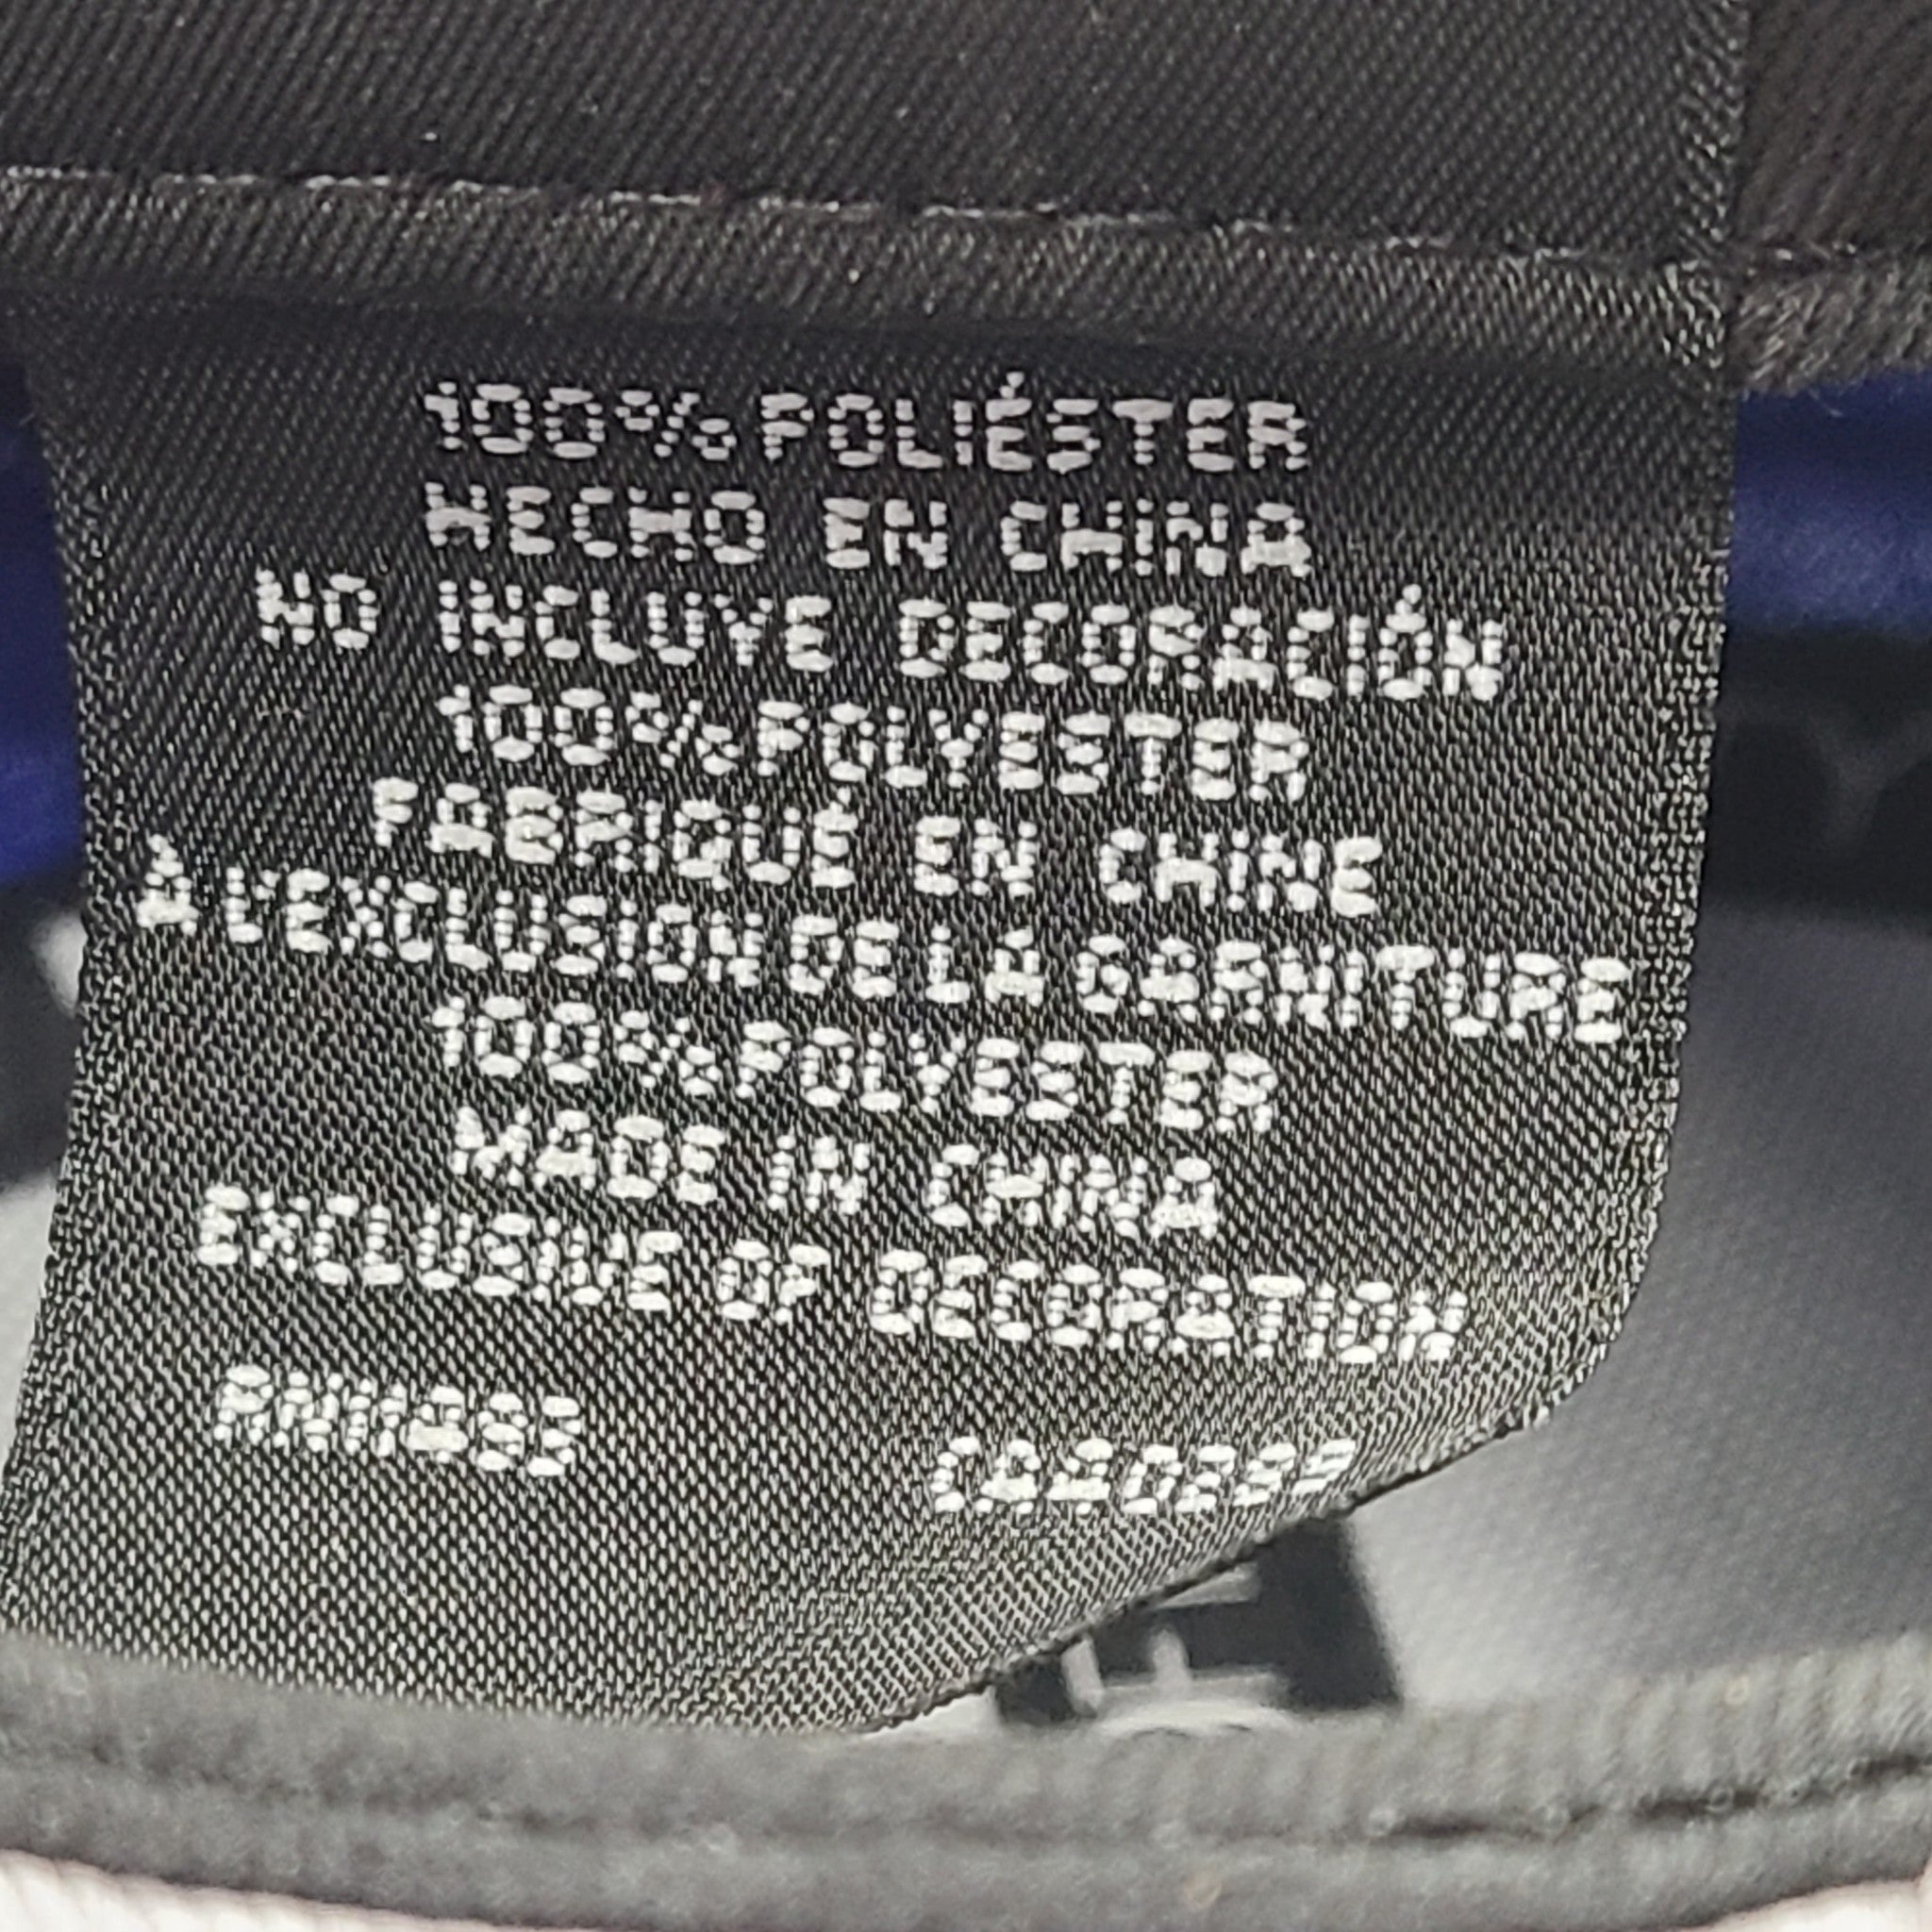 100% POLIÉSTER
HECHO EN CHINA
NO INCLUYE DECORACIÓN
100% POLYESTER
FABRIQUÉ EN CHINE
À L'EXCLUSION DE LA GARNITURE
100% POLYESTER
MADE IN CHINA
EXCLUSIVE OF DECORATION